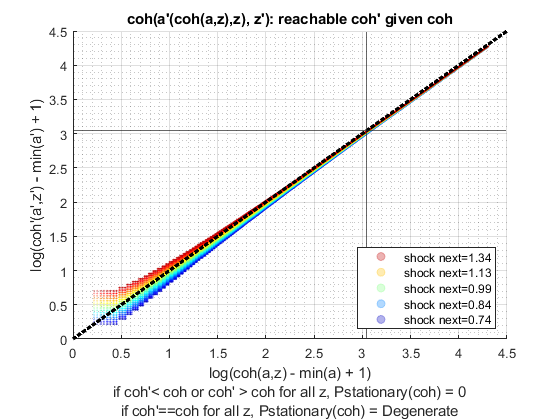 coh(a'(coh(a,z),z), z'): reachable coh' given coh
log(coh'(a',z') - min(a') + 1)
4.5
4
3.5
3
2.5
2
1.5
1
0.5
0
shock next=1.34
shock next=1.13
shock next=0.99
shock next=0.84
shock next=0.74
0 0.5 1 1.5 2 2.5 3 3.5 4 4.5
log(coh(a,z) - min(a) + 1)
if coh'< coh or coh' > coh for all z, Pstationary(coh) = 0
if coh'==coh for all z, Pstationary(coh) = Degenerate